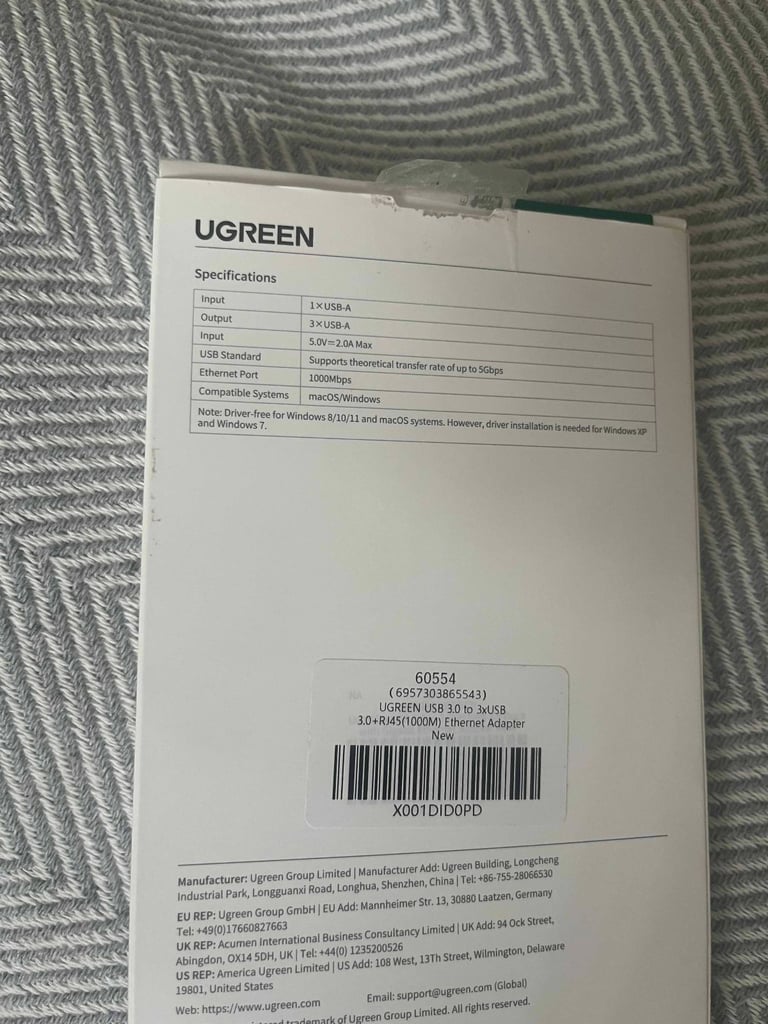 UGREEN
Specifications
Input 1×USB-A
Output 3×USB-A
Input 5.0V⎓2.0A Max
USB Standard Supports theoretical transfer rate of up to 5Gbps
Ethernet Port 1000Mbps
Compatible Systems macOS/Windows
Note: Driver-free for Windows 8/10/11 and macOS systems. However, driver installation is needed for Windows XP
and Windows 7.
60554
(6957303865543)
UGREEN USB 3.0 to 3xUSB
3.0+RJ45(1000M) Ethernet Adapter
New
X001DID0PD
Manufacturer: Ugreen Group Limited | Manufacturer Add: Ugreen Building, Longcheng
Industrial Park, Longguanxi Road, Longhua, Shenzhen, China | Tel: +86-755-28066530
EU REP: Ugreen Group GmbH | EU Add: Mannheimer Str. 13, 30880 Laatzen, Germany
Tel: +49(0)17660827663
UK REP: Acumen International Business Consultancy Limited | UK Add: 94 Ock Street,
Abingdon, OX14 5DH, UK | Tel: +44(0) 1235200526
US REP: America Ugreen Limited | US Add: 108 West, 13Th Street, Wilmington, Delaware
19801, United States
Web: https://www.ugreen.com Email: support@ugreen.com (Global)
trademark of Ugreen Group Limited. All rights reserved.